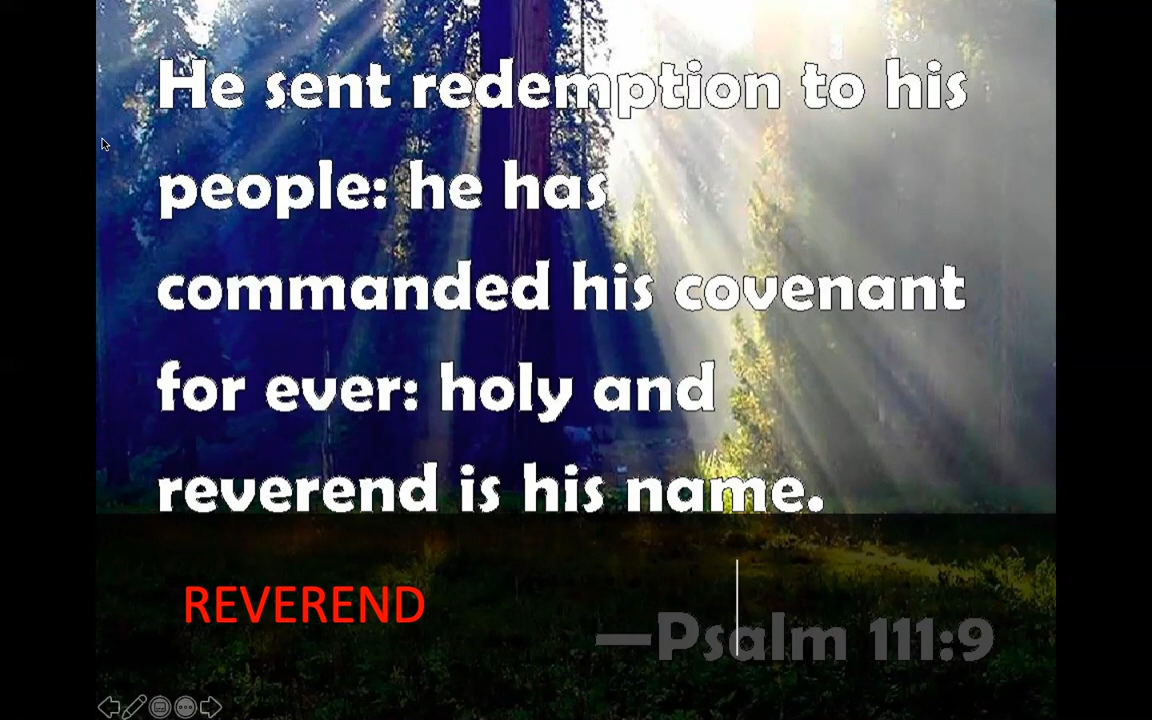 He sent redemption to his
people: he has
commanded his covenant
for ever: holy and
reverend is his name.
REVEREND
—Psalm 111:9